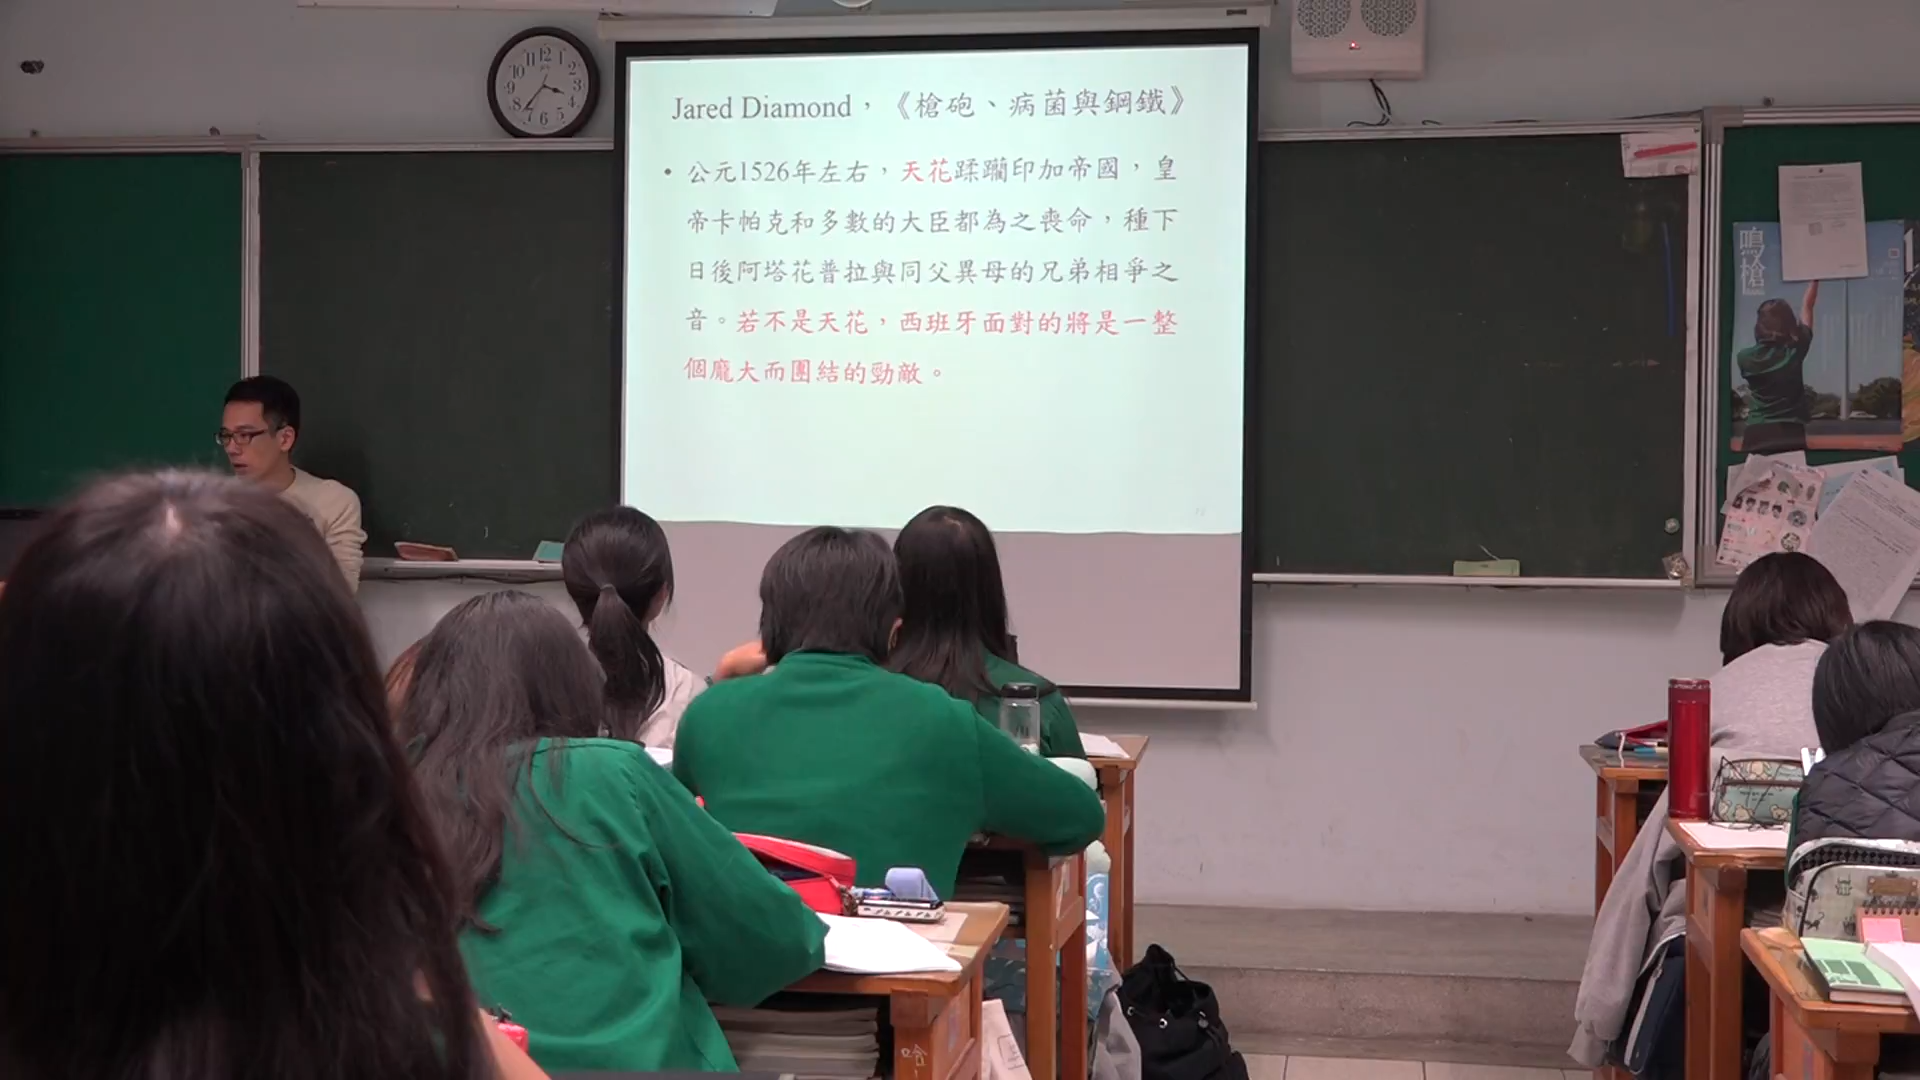 Jared Diamond，《槍砲、病菌與鋼鐵》
• 公元1526年左右，天花蹂躪印加帝國，皇
帝卡帕克和多數的大臣都為之喪命，種下
日後阿塔花普拉與同父異母的兄弟相爭之
音。若不是天花，西班牙面對的將是一整
個龐大而團結的勁敵。
鳴槍